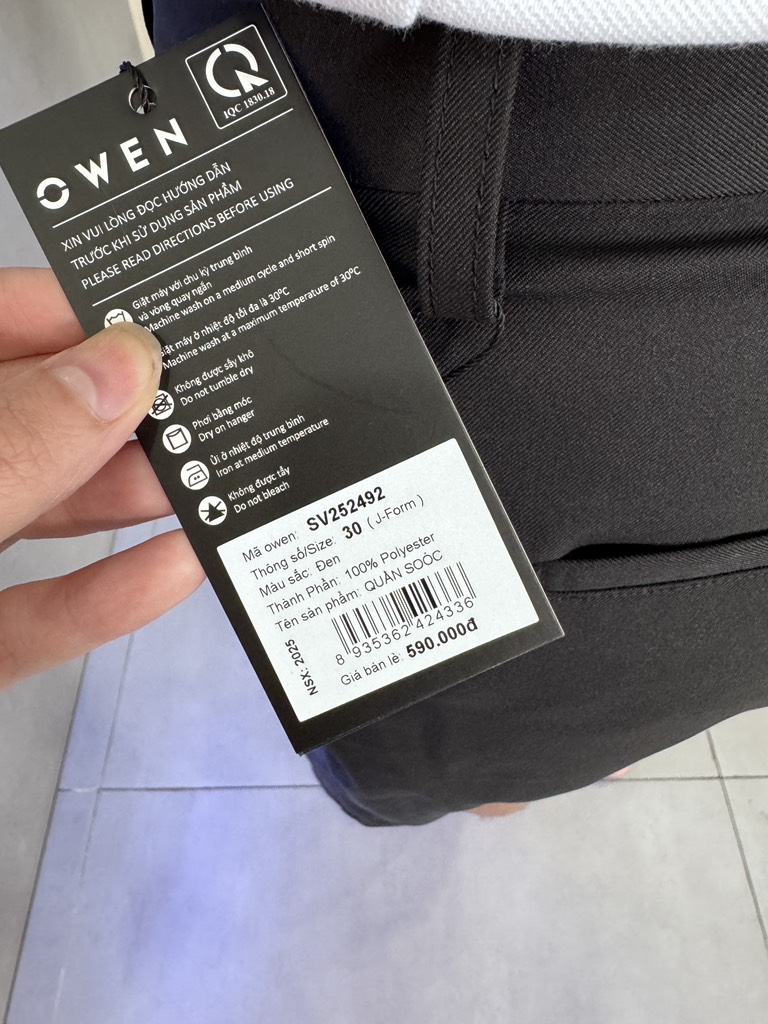 IQC 1830.18
OWEN
XIN VUI LÒNG ĐỌC HƯỚNG DẪN
TRƯỚC KHI SỬ DỤNG SẢN PHẨM
PLEASE READ DIRECTIONS BEFORE USING
Giặt máy với chu kỳ trung bình
và vòng quay ngắn
Machine wash on a medium cycle and short spin
Giặt máy ở nhiệt độ tối đa là 30°C
Machine wash at a maximum temperature of 30°C
Không được sấy khô
Do not tumble dry
Phơi bằng móc
Dry on hanger
Ủi ở nhiệt độ trung bình
Iron at medium temperature
Không được tẩy
Do not bleach
Mã owen: SV252492
Thông số/Size: 30 ( J-Form )
Màu sắc: Đen
Thành Phần: 100% Polyester
Tên sản phẩm: QUẦN SOÓC
8 935362 424336
NSX: 2025
Giá bán lẻ: 590.000đ